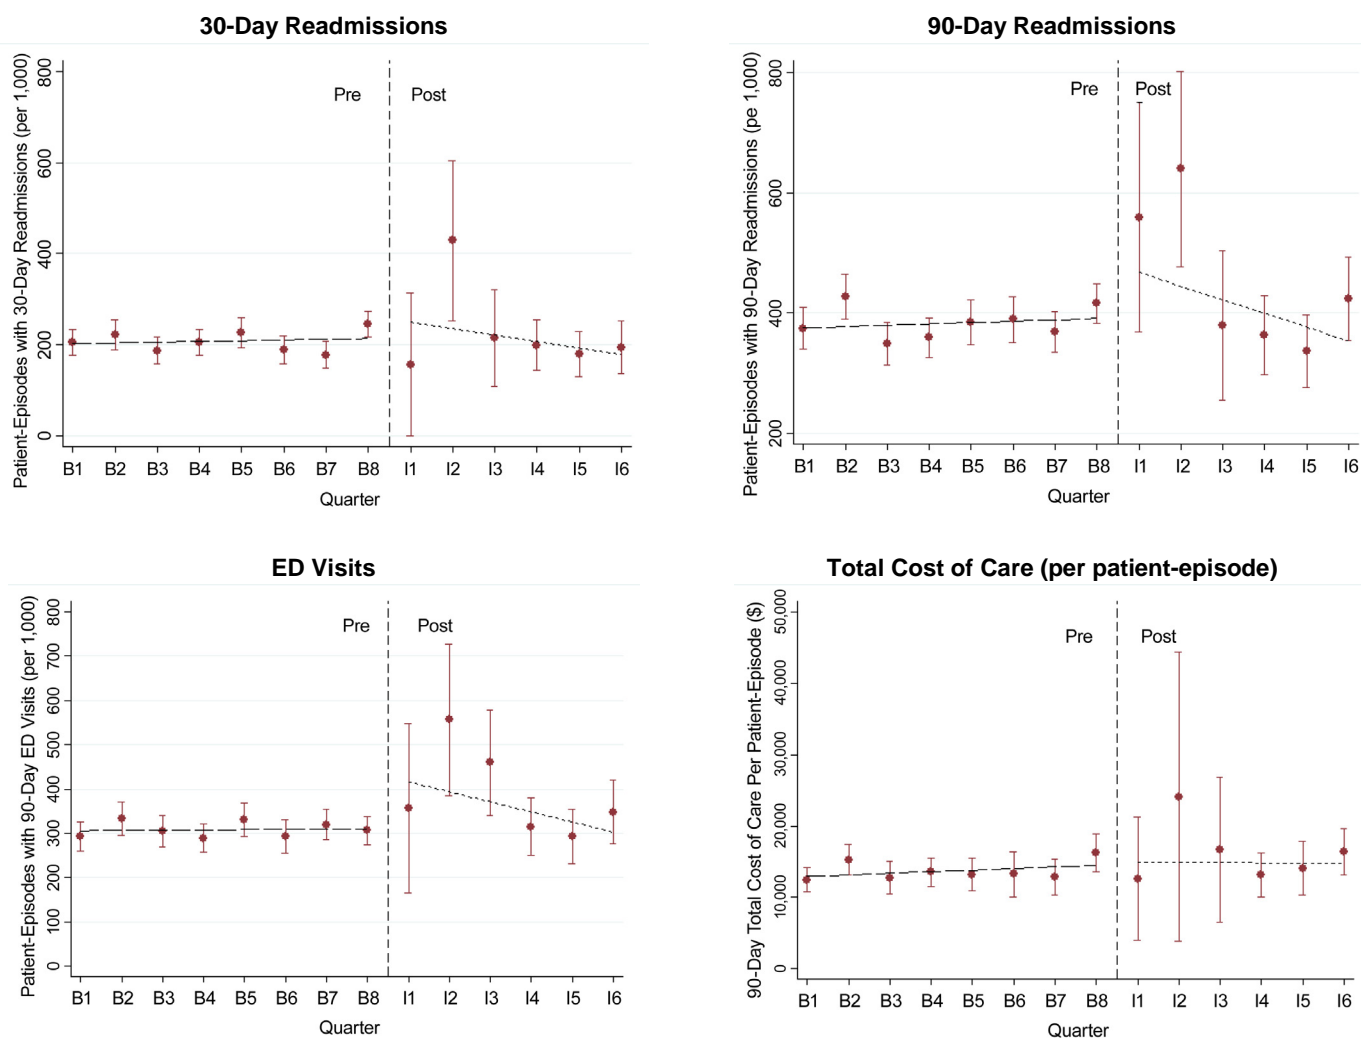 30-Day Readmissions
Patient-Episodes with 30-Day Readmissions (per 1,000)
800
600
400
200
0
Pre
Post
B1 B2 B3 B4 B5 B6 B7 B8 I1 I2 I3 I4 I5 I6
Quarter
90-Day Readmissions
Patient-Episodes with 90-Day Readmissions (pe 1,000)
800
600
400
200
Pre
Post
B1 B2 B3 B4 B5 B6 B7 B8 I1 I2 I3 I4 I5 I6
Quarter
ED Visits
Patient-Episodes with 90-Day ED Visits (per 1,000)
800
700
600
500
400
300
200
100
0
Pre
Post
B1 B2 B3 B4 B5 B6 B7 B8 I1 I2 I3 I4 I5 I6
Quarter
Total Cost of Care (per patient-episode)
90-Day Total Cost of Care Per Patient-Episode ($)
50,000
40,000
30,000
20,000
10,000
0
Pre
Post
B1 B2 B3 B4 B5 B6 B7 B8 I1 I2 I3 I4 I5 I6
Quarter